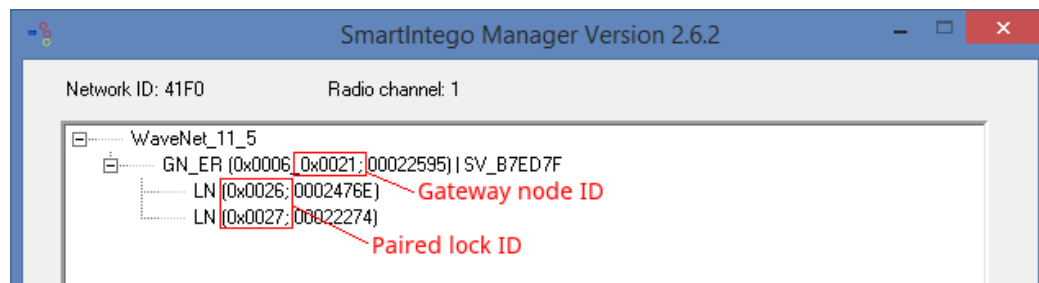 SmartIntego Manager Version 2.6.2
Network ID: 41F0 Radio channel: 1
WaveNet_11_5
GN_ER (0x0006_0x0021; 00022595) | SV_B7ED7F
LN (0x0026; 0002476E) Gateway node ID
LN (0x0027; 00022274)
Paired lock ID